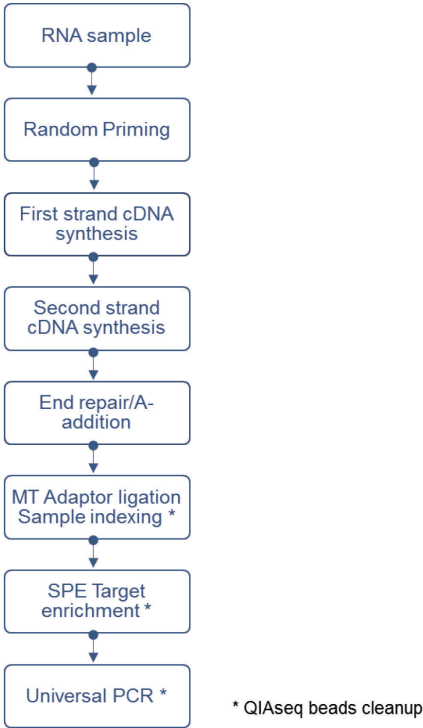 RNA sample
Random Priming
First strand cDNA
synthesis
Second strand
cDNA synthesis
End repair/A-
addition
MT Adaptor ligation
Sample indexing *
SPE Target
enrichment *
Universal PCR *
* QIAseq beads cleanup